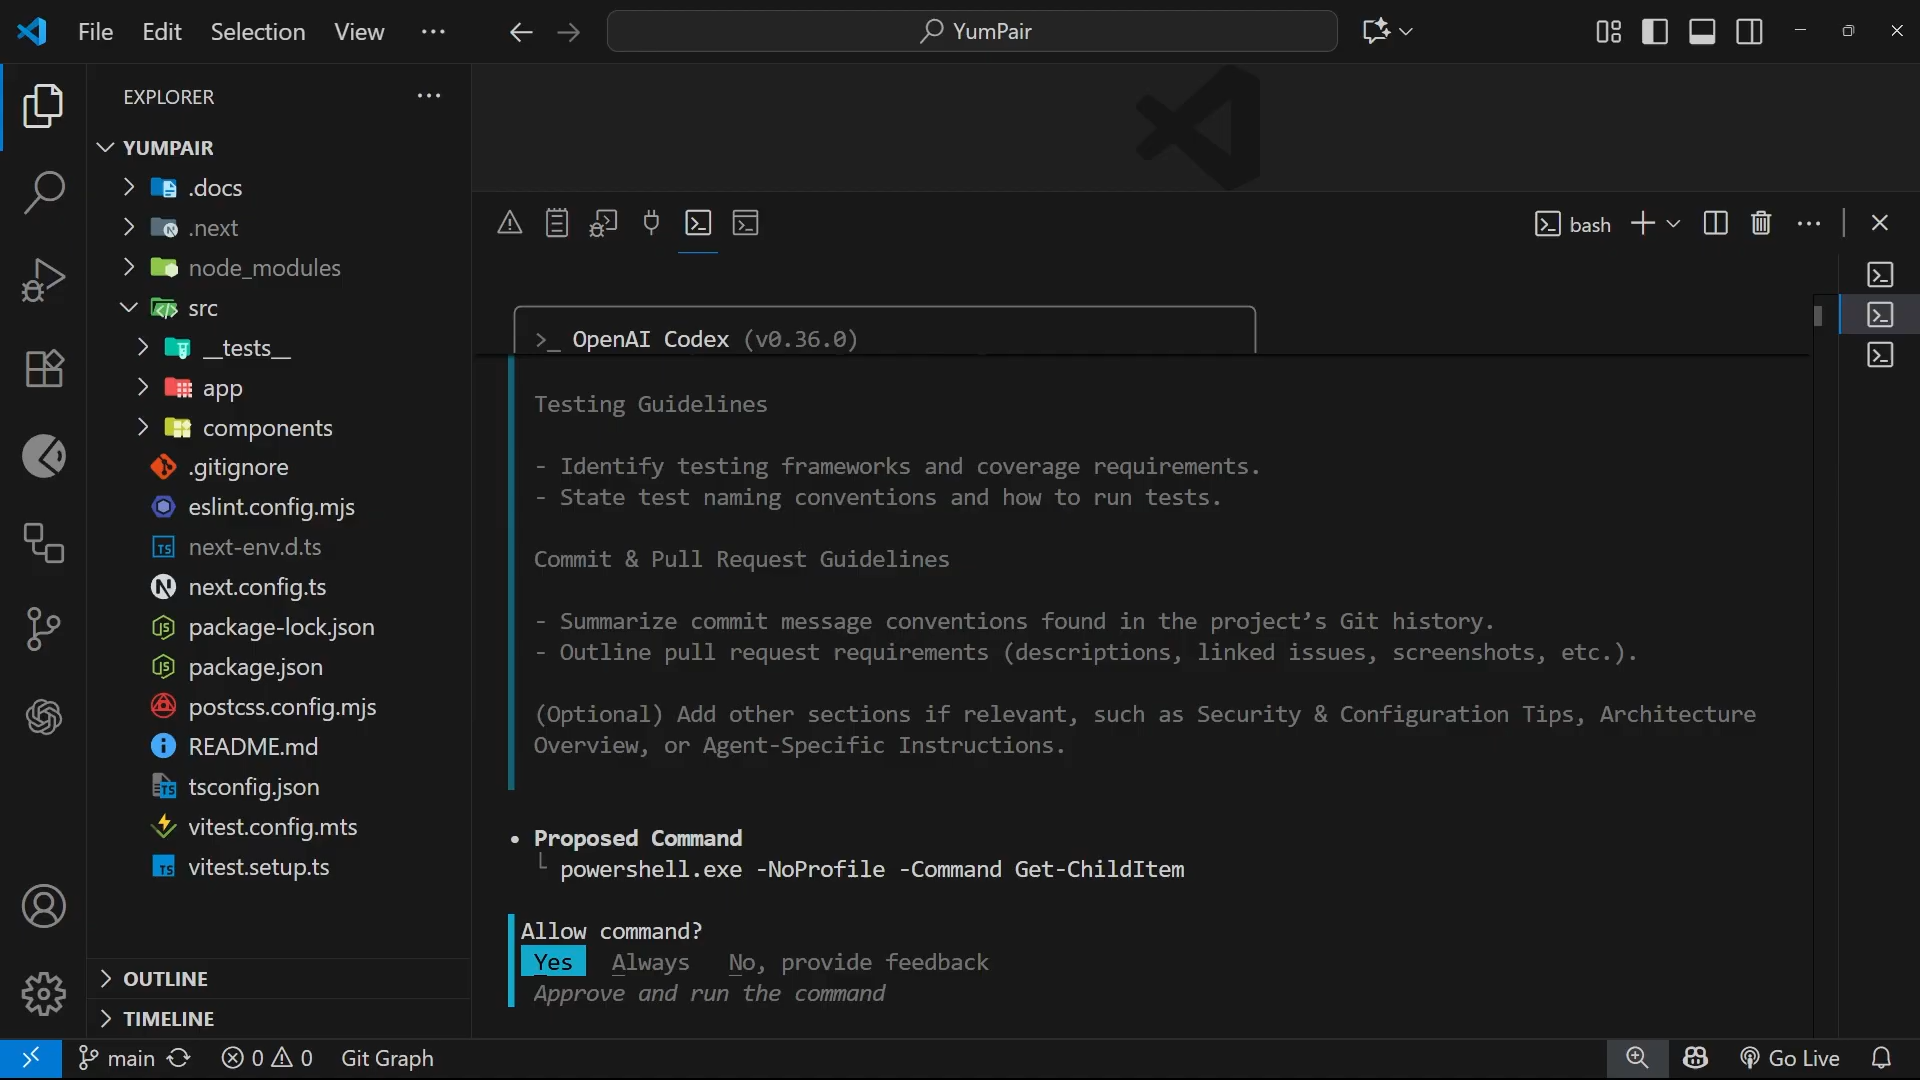 File Edit Selection View
YumPair
EXPLORER
YUMPAIR
.docs
.next
node_modules
src
__tests__
app
components
.gitignore
eslint.config.mjs
next-env.d.ts
next.config.ts
package-lock.json
package.json
postcss.config.mjs
README.md
tsconfig.json
vitest.config.mts
vitest.setup.ts
OUTLINE
TIMELINE
bash
>_ OpenAI Codex (v0.36.0)
Testing Guidelines
- Identify testing frameworks and coverage requirements.
- State test naming conventions and how to run tests.
Commit & Pull Request Guidelines
- Summarize commit message conventions found in the project’s Git history.
- Outline pull request requirements (descriptions, linked issues, screenshots, etc.).
(Optional) Add other sections if relevant, such as Security & Configuration Tips, Architecture
Overview, or Agent-Specific Instructions.
• Proposed Command
└ powershell.exe -NoProfile -Command Get-ChildItem
Allow command?
Yes Always No, provide feedback
Approve and run the command
main 0 0 Git Graph Go Live